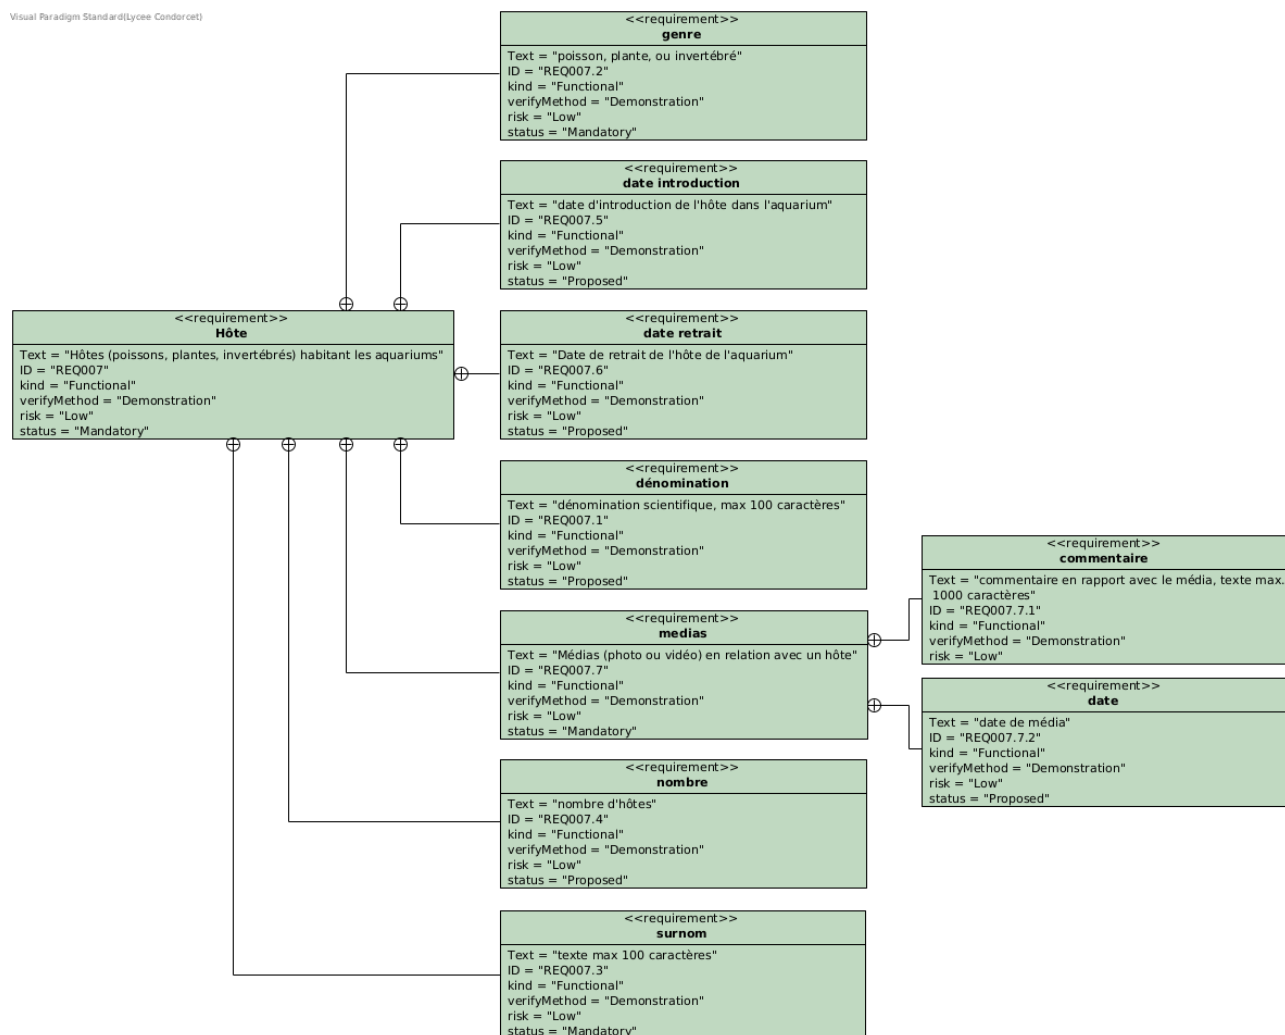 Visual Paradigm Standard(Lycee Condorcet)
<<requirement>>
genre
Text = "poisson, plante, ou invertébré"
ID = "REQ007.2"
kind = "Functional"
verifyMethod = "Demonstration"
risk = "Low"
status = "Mandatory"
<<requirement>>
date introduction
Text = "date d'introduction de l'hôte dans l'aquarium"
ID = "REQ007.5"
kind = "Functional"
verifyMethod = "Demonstration"
risk = "Low"
status = "Proposed"
<<requirement>>
Hôte
Text = "Hôtes (poissons, plantes, invertébrés) habitant les aquariums"
ID = "REQ007"
kind = "Functional"
verifyMethod = "Demonstration"
risk = "Low"
status = "Mandatory"
<<requirement>>
date retrait
Text = "Date de retrait de l'hôte de l'aquarium"
ID = "REQ007.6"
kind = "Functional"
verifyMethod = "Demonstration"
risk = "Low"
status = "Proposed"
<<requirement>>
dénomination
Text = "dénomination scientifique, max 100 caractères"
ID = "REQ007.1"
kind = "Functional"
verifyMethod = "Demonstration"
risk = "Low"
status = "Proposed"
<<requirement>>
commentaire
Text = "commentaire en rapport avec le média, texte max.
1000 caractères"
ID = "REQ007.7.1"
kind = "Functional"
verifyMethod = "Demonstration"
risk = "Low"
<<requirement>>
medias
Text = "Médias (photo ou vidéo) en relation avec un hôte"
ID = "REQ007.7"
kind = "Functional"
verifyMethod = "Demonstration"
risk = "Low"
status = "Mandatory"
<<requirement>>
date
Text = "date de média"
ID = "REQ007.7.2"
kind = "Functional"
verifyMethod = "Demonstration"
risk = "Low"
status = "Proposed"
<<requirement>>
nombre
Text = "nombre d'hôtes"
ID = "REQ007.4"
kind = "Functional"
verifyMethod = "Demonstration"
risk = "Low"
status = "Proposed"
<<requirement>>
surnom
Text = "texte max 100 caractères"
ID = "REQ007.3"
kind = "Functional"
verifyMethod = "Demonstration"
risk = "Low"
status = "Mandatory"